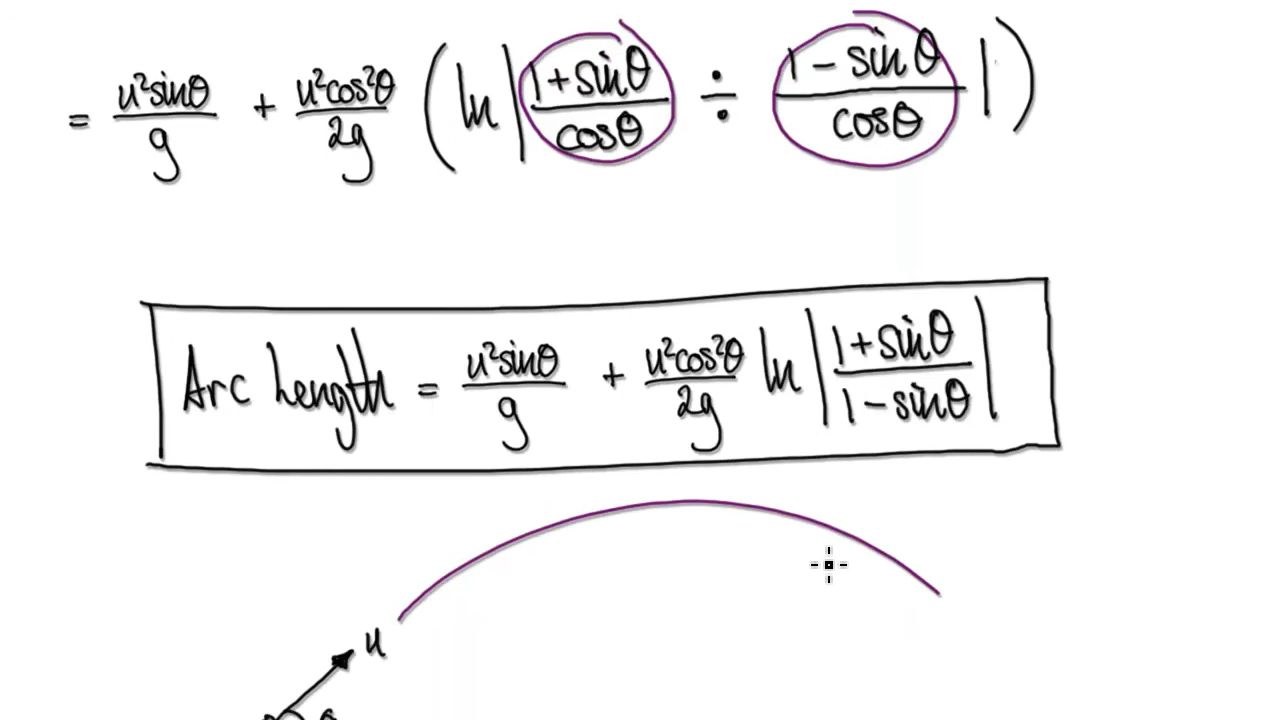 = u²sinθ/g + u²cos²θ/2g (ln|1+sinθ/cosθ ÷ 1-sinθ/cosθ|)
Arc Length = u²sinθ/g + u²cos²θ/2g ln|1+sinθ/1-sinθ|
u